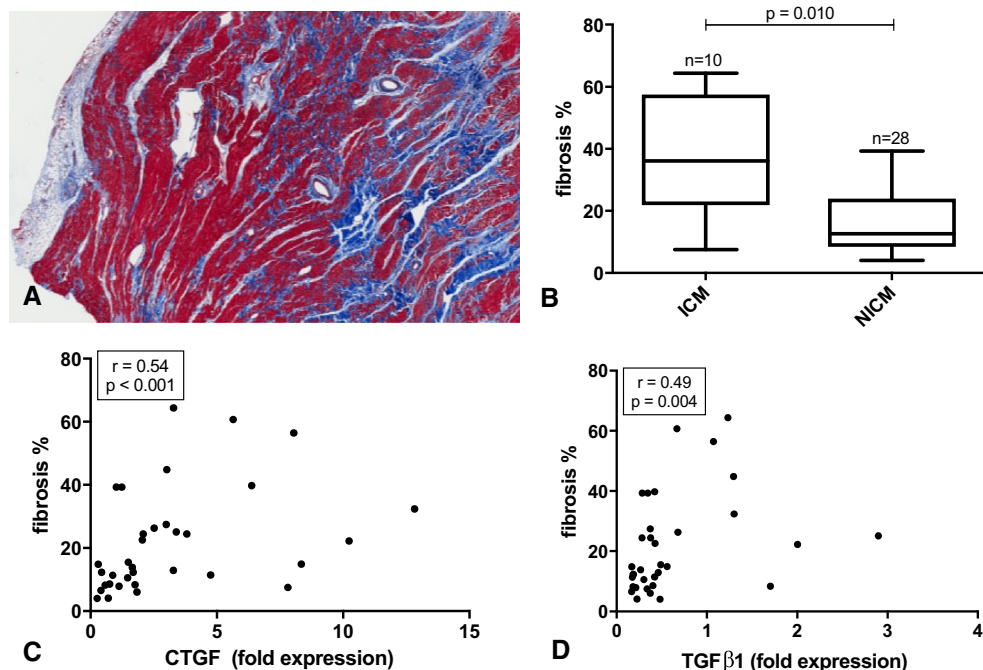 A
p = 0.010
n=10
n=28
80
60
40
20
0
fibrosis %
ICM
NICM
B
r = 0.54
p < 0.001
80
60
40
20
0
fibrosis %
0
5
10
15
CTGF (fold expression)
C
r = 0.49
p = 0.004
80
60
40
20
0
fibrosis %
0
1
2
3
4
TGFβ1 (fold expression)
D